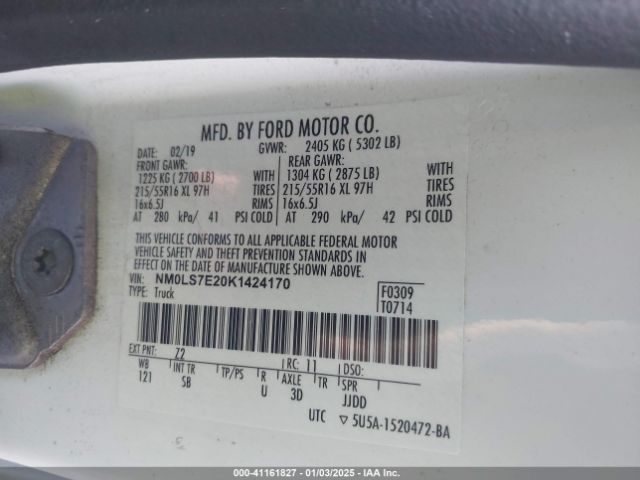 MFD. BY FORD MOTOR CO.
DATE: 02/19 GVWR: 2405 KG ( 5302 LB)
FRONT GAWR: REAR GAWR:
1225 KG ( 2700 LB) WITH 1304 KG ( 2875 LB) WITH
215/55R16 XL 97H TIRES 215/55R16 XL 97H TIRES
16x6.5J RIMS 16x6.5J RIMS
AT 280 kPa/ 41 PSI COLD AT 290 kPa/ 42 PSI COLD
THIS VEHICLE CONFORMS TO ALL APPLICABLE FEDERAL MOTOR
VEHICLE SAFETY AND THEFT PREVENTION STANDARDS IN
EFFECT ON THE DATE OF MANUFACTURE SHOWN ABOVE.
VIN: NM0LS7E20K1424170
TYPE: Truck
F0309
T0714
EXT PNT: Z2 RC: 11 DSO:
WB INT TR TP/PS R AXLE TR SPR
121 SB U 3D JJDD
UTC 5U5A-1520472-BA
000-41161827 - 01/03/2025 - IAAI.COM